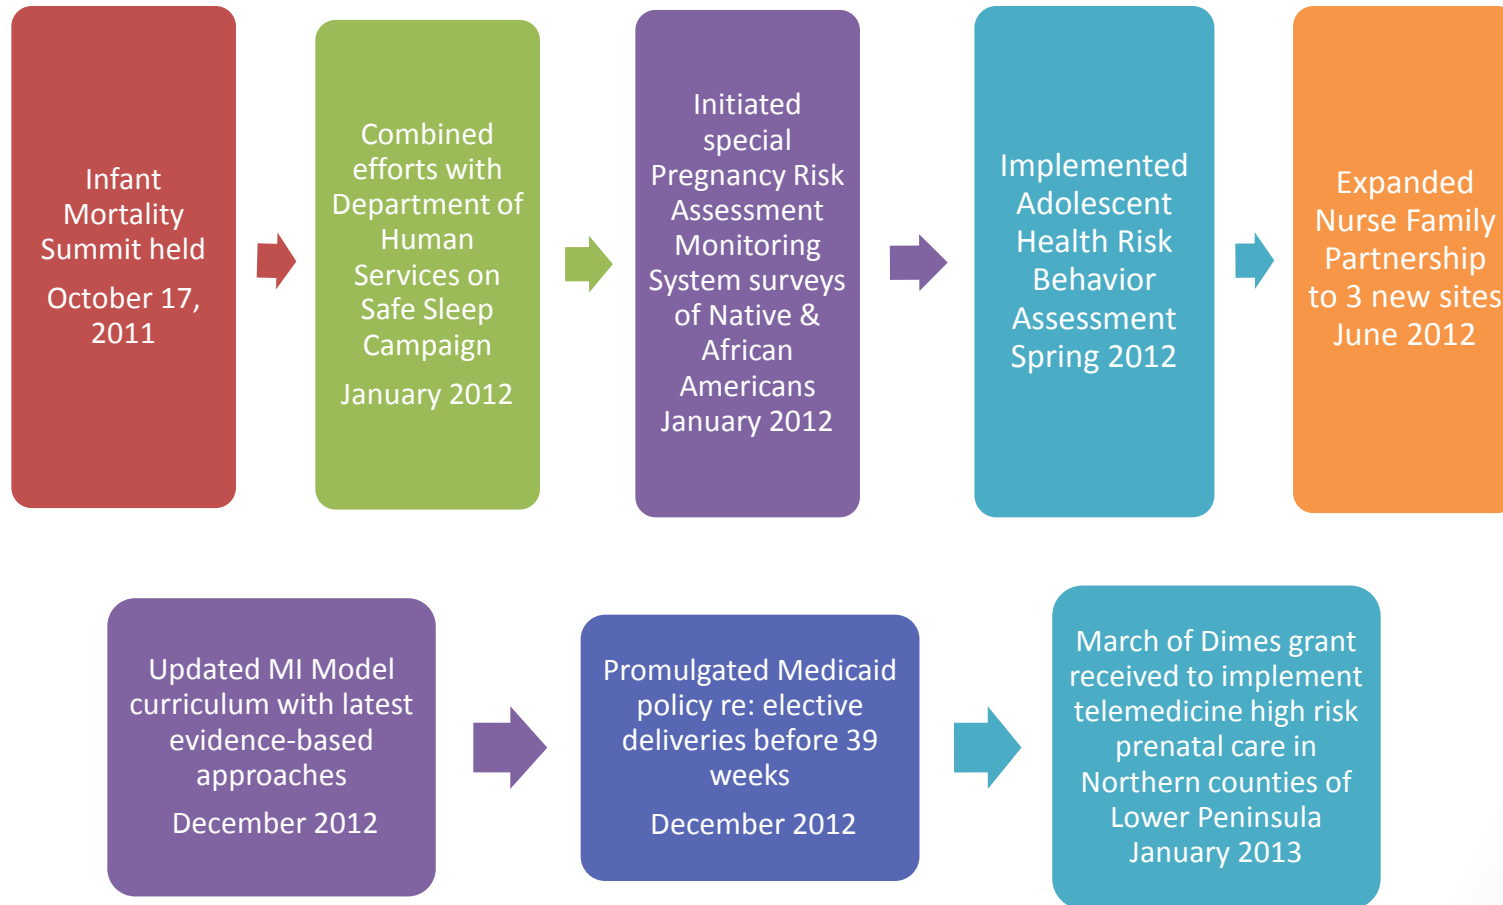 Infant
Mortality
Summit held
October 17,
2011
Combined
efforts with
Department of
Human
Services on
Safe Sleep
Campaign
January 2012
Initiated
special
Pregnancy Risk
Assessment
Monitoring
System surveys
of Native &
African
Americans
January 2012
Implemented
Adolescent
Health Risk
Behavior
Assessment
Spring 2012
Expanded
Nurse Family
Partnership
to 3 new sites
June 2012
Updated MI Model
curriculum with latest
evidence-based
approaches
December 2012
Promulgated Medicaid
policy re: elective
deliveries before 39
weeks
December 2012
March of Dimes grant
received to implement
telemedicine high risk
prenatal care in
Northern counties of
Lower Peninsula
January 2013